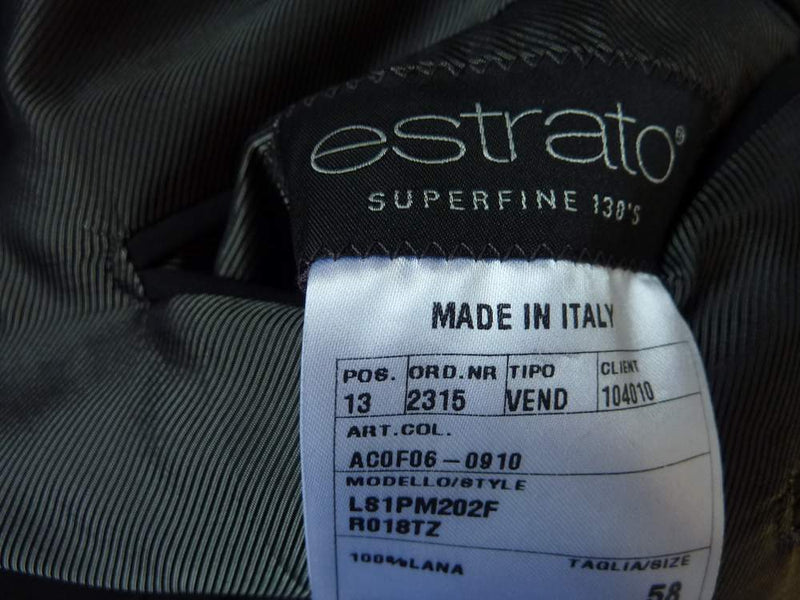 estrato®
SUPERFINE 130'S
MADE IN ITALY
POS. ORD.NR TIPO CLIENT
13 2315 VEND 104010
ART.COL.
AC0F06-0910
MODELLO/STYLE
LS1PM202F
R018TZ
100%LANA TAGLIA/SIZE
58